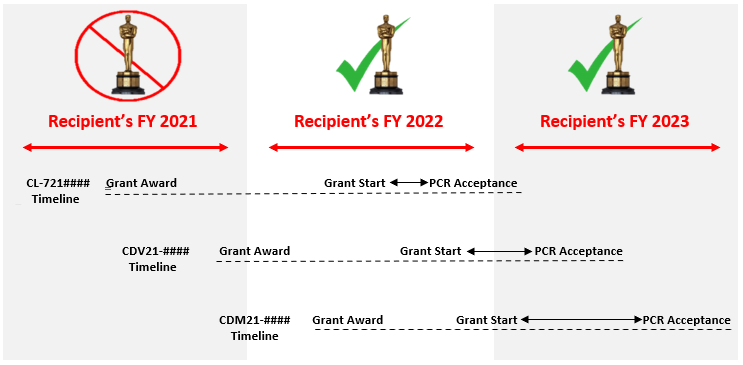 Recipient's FY 2021 Recipient's FY 2022 Recipient's FY 2023
CL-721#### Grant Award Grant Start PCR Acceptance
Timeline
CDV21-#### Grant Award Grant Start PCR Acceptance
Timeline
CDM21-#### Grant Award Grant Start PCR Acceptance
Timeline